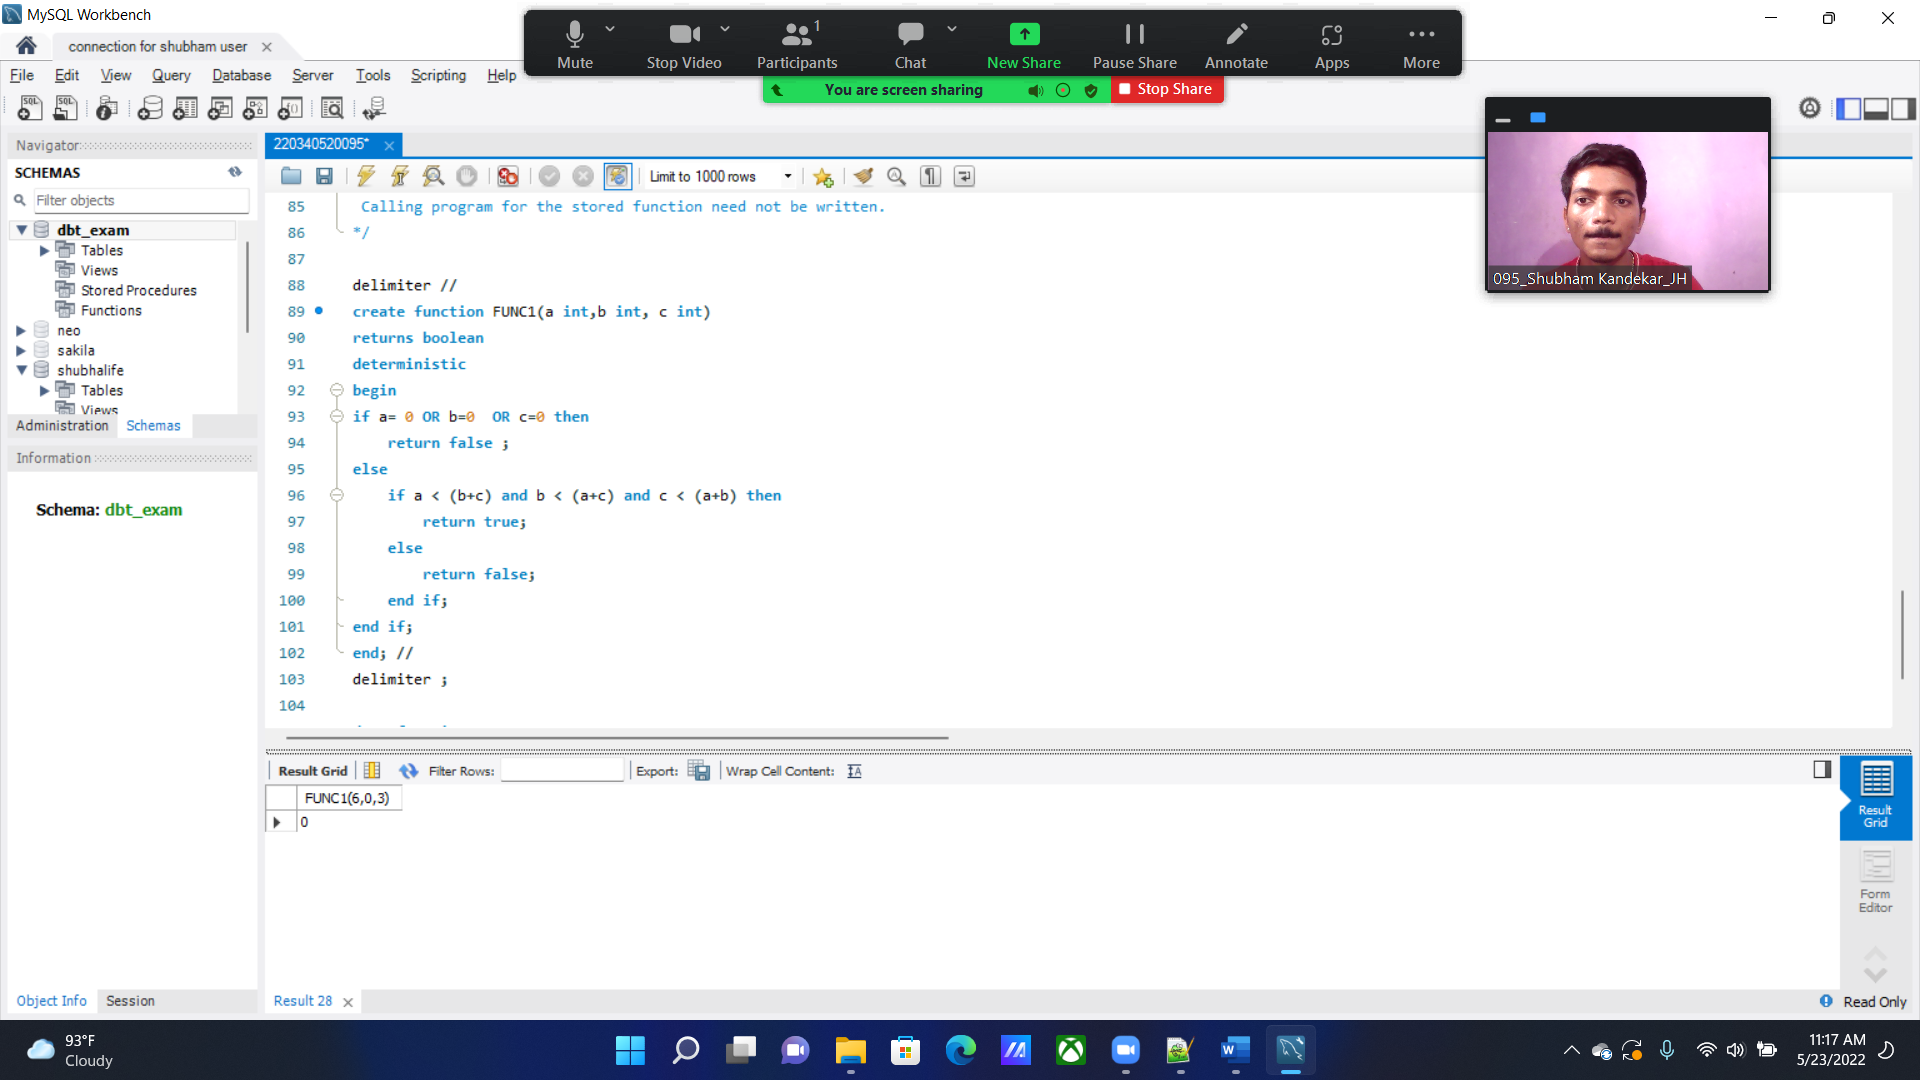 MySQL Workbench
connection for shubham user
File Edit View Query Database Server Tools Scripting Help
Mute Stop Video Participants 1 Chat New Share Pause Share Annotate Apps More
You are screen sharing Stop Share
Navigator
SCHEMAS
Filter objects
dbt_exam
Tables
Views
Stored Procedures
Functions
neo
sakila
shubhalife
Tables
Views
Administration Schemas
Information
Schema: dbt_exam
Object Info Session
220340520095*
Limit to 1000 rows
095_Shubham Kandekar_JH
85 Calling program for the stored function need not be written.
86 */
87
88 delimiter //
89 create function FUNC1(a int,b int, c int)
90 returns boolean
91 deterministic
92 begin
93 if a= 0 OR b=0  OR c=0 then
94 return false ;
95 else
96 if a < (b+c) and b < (a+c) and c < (a+b) then
97 return true;
98 else
99 return false;
100 end if;
101 end if;
102 end; //
103 delimiter ;
104
Result Grid Filter Rows: Export: Wrap Cell Content:
FUNC1(6,0,3)
0
Result Grid
Form Editor
Result 28
Read Only
93°F
Cloudy
11:17 AM
5/23/2022